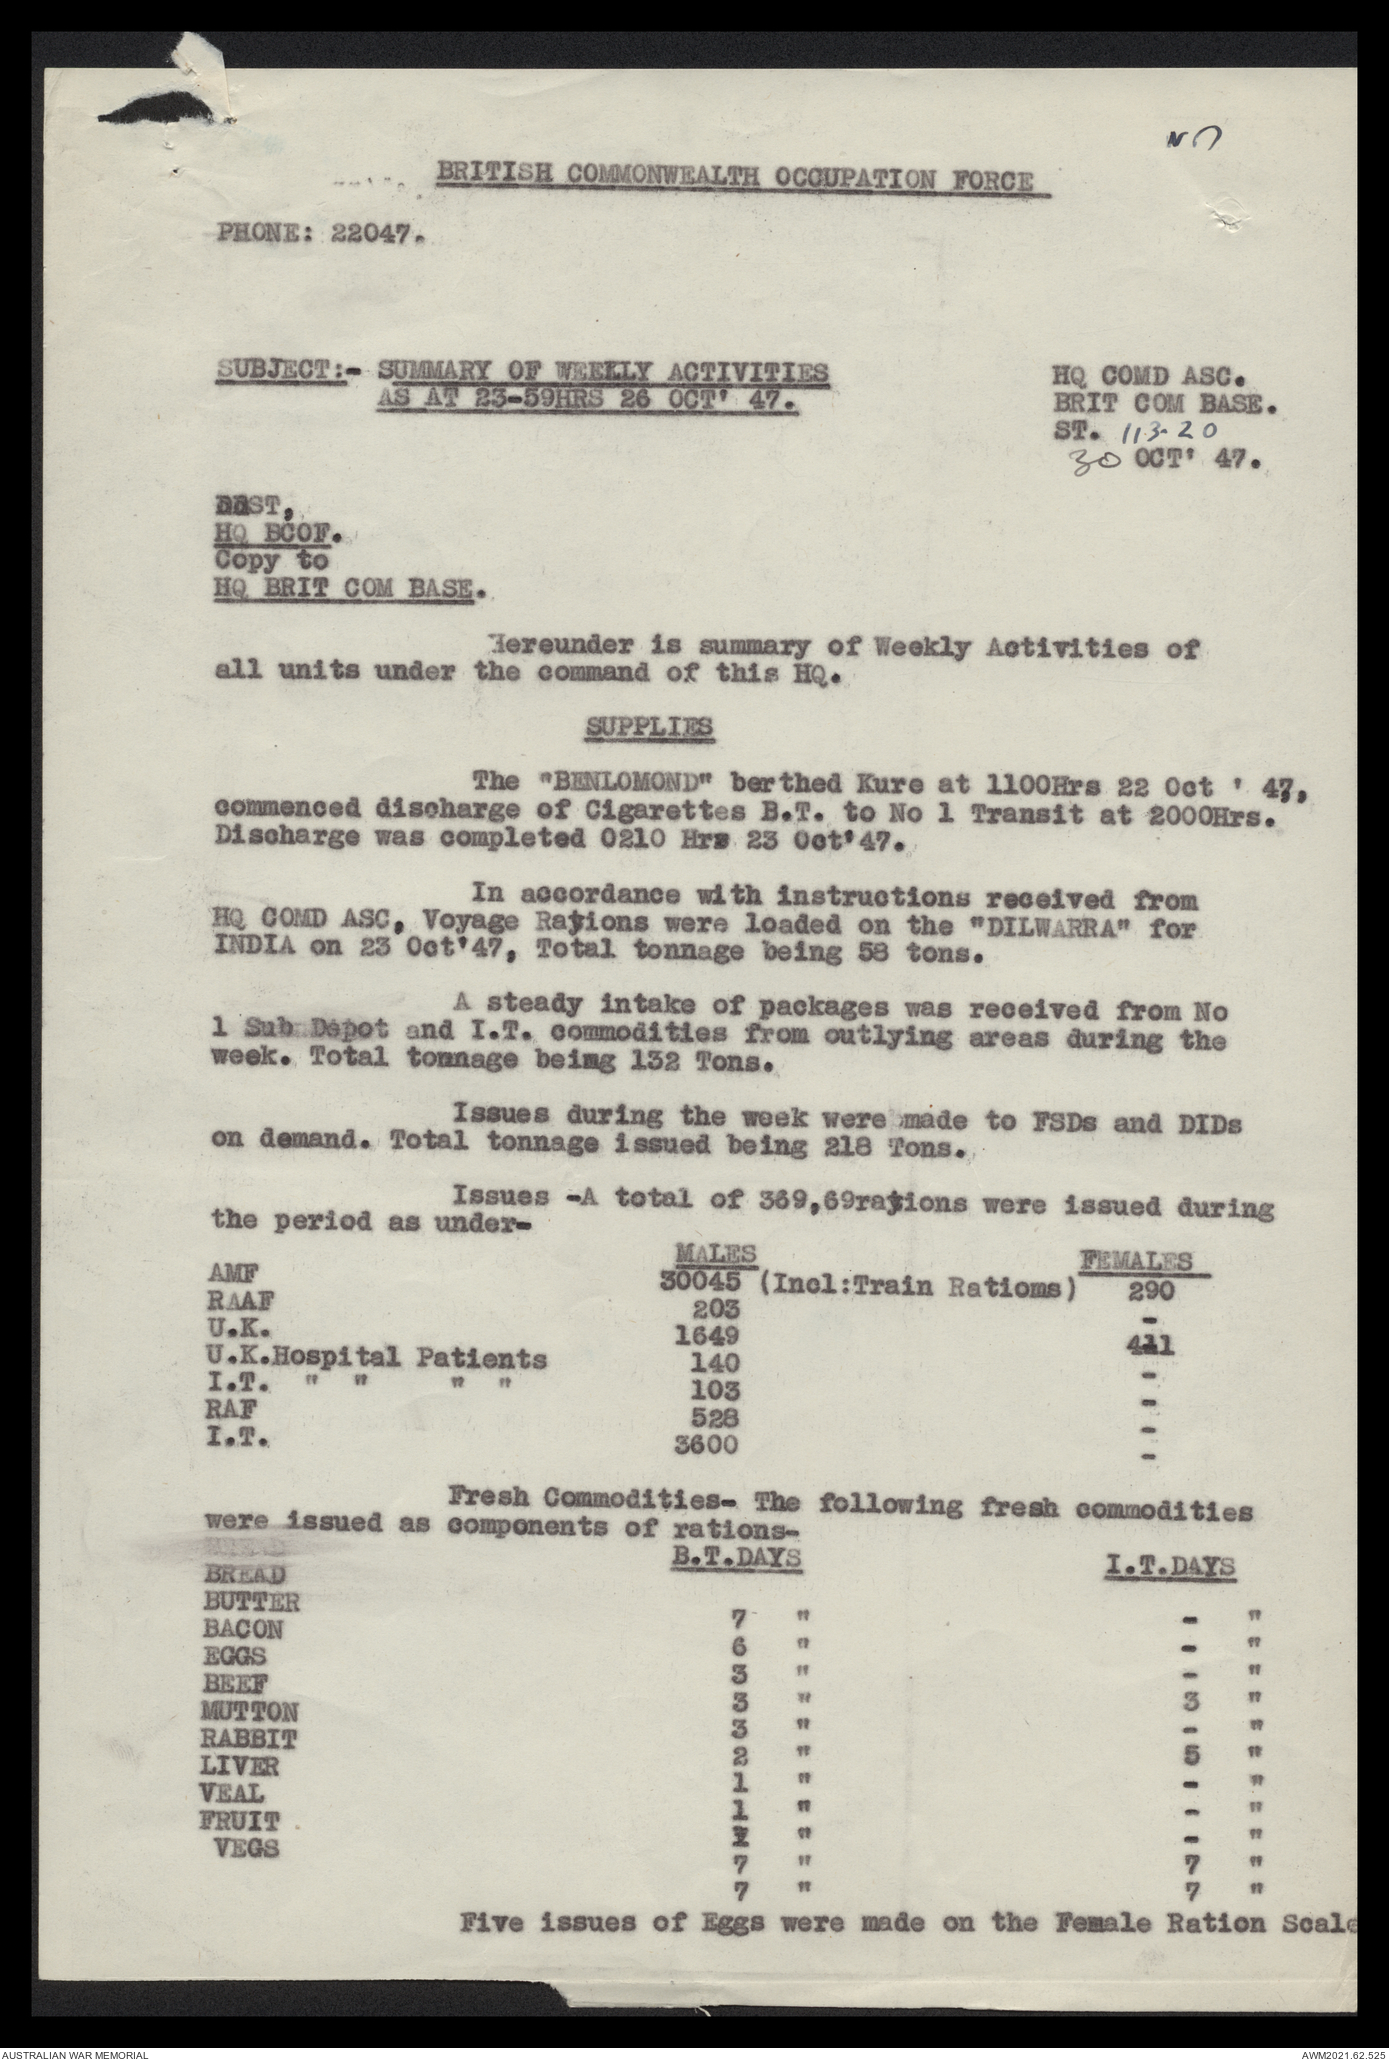 BRITISH COMMONWEALTH OCCUPATION FORCE
PHONE: 22047.
SUBJECT:- SUMMARY OF WEEKLY ACTIVITIES
AS AT 23-59HRS 26 OCT' 47.
HQ COMD ASC.
BRIT COM BASE.
ST. 113-20
30 OCT' 47.
DDST,
HQ BCOF.
Copy to
HQ BRIT COM BASE.
Hereunder is summary of Weekly Activities of
all units under the command of this HQ.
SUPPLIES
The "BENLOMOND" berthed Kure at 1100Hrs 22 Oct ' 47,
commenced discharge of Cigarettes B.T. to No 1 Transit at 2000Hrs.
Discharge was completed 0210 Hrs 23 Oct'47.
In accordance with instructions received from
HQ COMD ASC, Voyage Rations were loaded on the "DILWARRA" for
INDIA on 23 Oct'47, Total tonnage being 58 tons.
A steady intake of packages was received from No
1 Sub Depot and I.T. commodities from outlying areas during the
week. Total tonnage being 132 Tons.
Issues during the week were made to FSDs and DIDs
on demand. Total tonnage issued being 218 Tons.
Issues -A total of 369,69rations were issued during
the period as under-
MALES FEMALES
AMF 30045 (Incl:Train Ratioms) 290
RAAF 203 -
U.K. 1649 411
U.K.Hospital Patients 140 -
I.T. " " " " 103 -
RAF 528 -
I.T. 3600 -
Fresh Commodities- The following fresh commodities
were issued as components of rations-
B.T.DAYS I.T.DAYS
BREAD
BREAD 7 " - "
BUTTER 6 " - "
BACON 3 " - "
EGGS 3 " 3 "
BEEF 3 " - "
MUTTON 2 " 5 "
RABBIT 1 " - "
LIVER 1 " - "
VEAL 1 " - "
FRUIT 7 " 7 "
VEGS 7 " 7 "
Five issues of Eggs were made on the Female Ration Scale
AUSTRALIAN WAR MEMORIAL
AWM2021.62.525